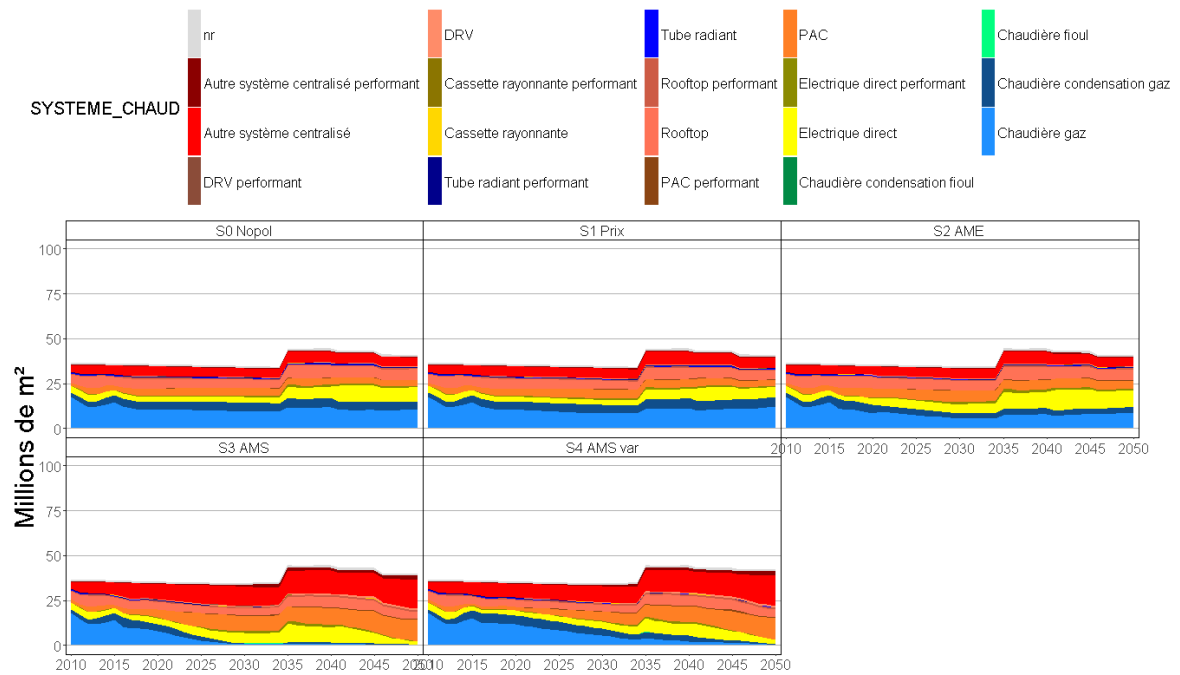 nr DRV Tube radiant PAC Chaudière fioul
Autre système centralisé performant Cassette rayonnante performant Rooftop performant Electrique direct performant Chaudière condensation gaz
SYSTEME_CHAUD
Autre système centralisé Cassette rayonnante Rooftop Electrique direct Chaudière gaz
DRV performant Tube radiant performant PAC performant Chaudière condensation fioul
S0 Nopol S1 Prix S2 AME
100
75
50
25
0
2010 2015 2020 2025 2030 2035 2040 2045 2050
S3 AMS S4 AMS var
100
75
50
25
0
2010 2015 2020 2025 2030 2035 2040 2045 2050 2010 2015 2020 2025 2030 2035 2040 2045 2050
Millions de m²